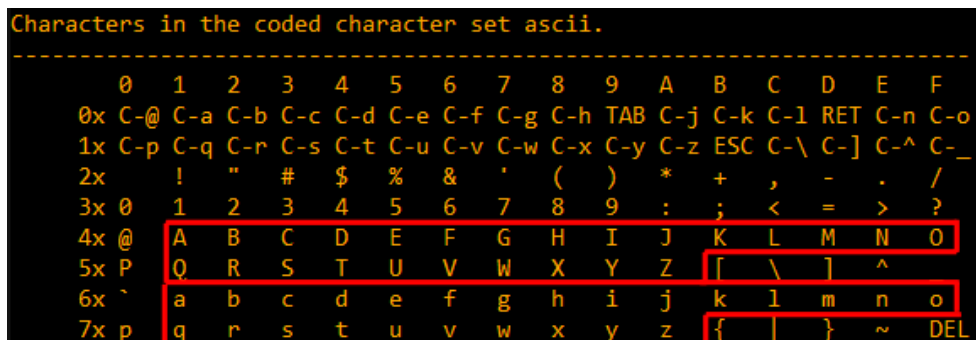 Characters in the coded character set ascii.
------------------------------------------------------------------------
0 1 2 3 4 5 6 7 8 9 A B C D E F
0x C-@ C-a C-b C-c C-d C-e C-f C-g C-h TAB C-j C-k C-l RET C-n C-o
1x C-p C-q C-r C-s C-t C-u C-v C-w C-x C-y C-z ESC C-\ C-] C-^ C-_
2x ! " # $ % & ' ( ) * + , - . /
3x 0 1 2 3 4 5 6 7 8 9 : ; < = > ?
4x @ A B C D E F G H I J K L M N O
5x P Q R S T U V W X Y Z [ \ ] ^ _
6x ` a b c d e f g h i j k l m n o
7x p q r s t u v w x y z { | } ~ DEL